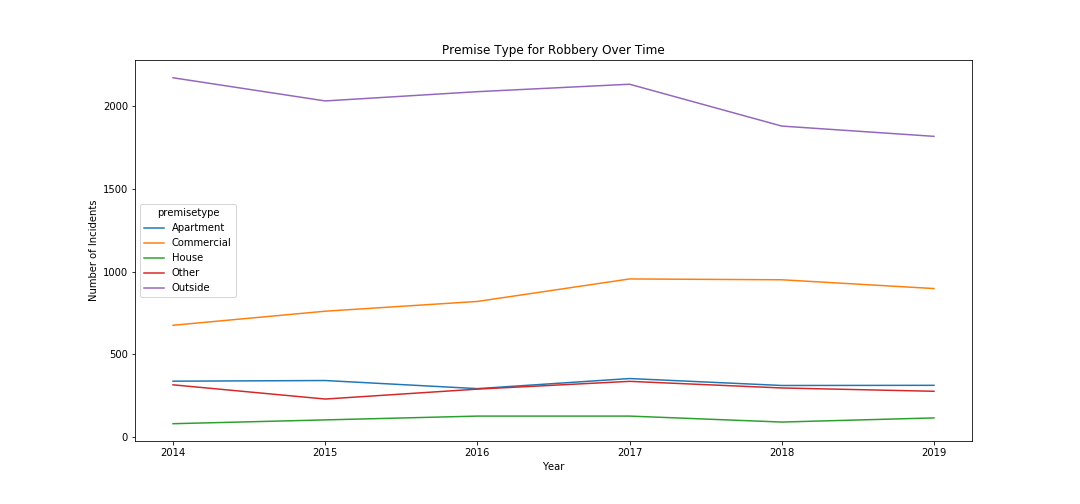 Premise Type for Robbery Over Time
Number of Incidents
2000
1500
1000
500
0
premisetype
Apartment
Commercial
House
Other
Outside
2014 2015 2016 2017 2018 2019
Year